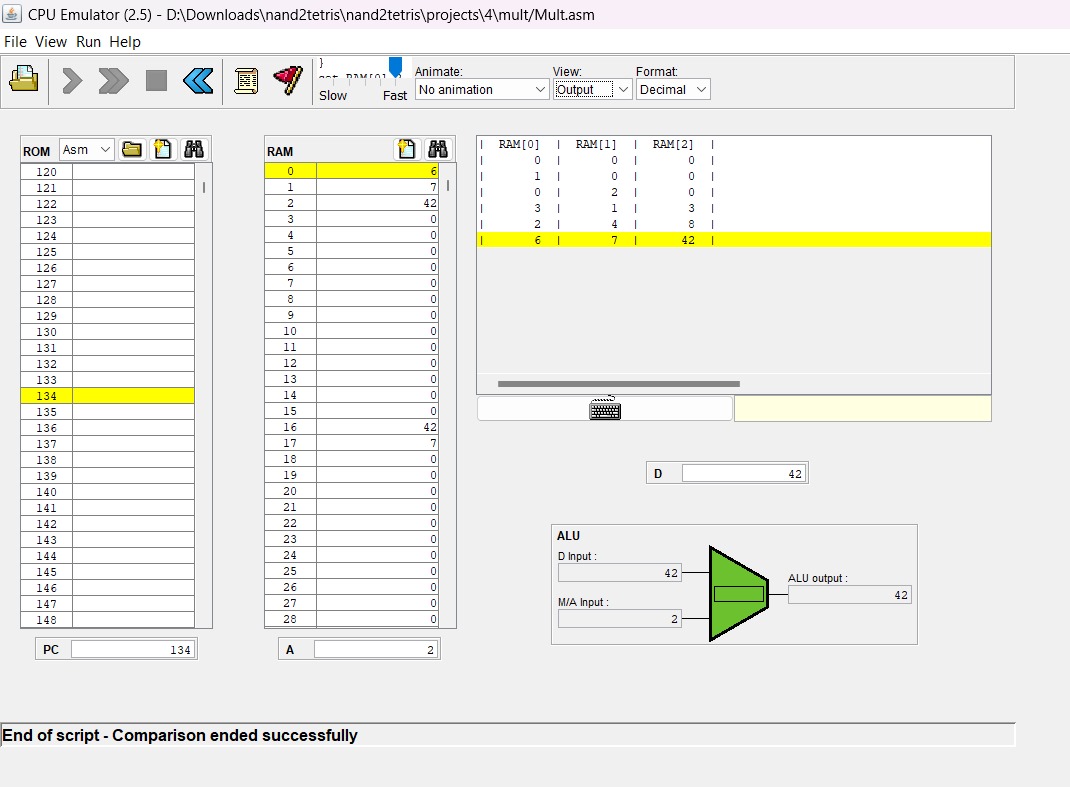 CPU Emulator (2.5) - D:\Downloads\nand2tetris\nand2tetris\projects\4\mult/Mult.asm
File View Run Help
}
Slow Fast
Animate:
No animation
View:
Output
Format:
Decimal
ROM Asm
120
121
122
123
124
125
126
127
128
129
130
131
132
133
134
135
136
137
138
139
140
141
142
143
144
145
146
147
148
PC 134
RAM
0 6
1 7
2 42
3 0
4 0
5 0
6 0
7 0
8 0
9 0
10 0
11 0
12 0
13 0
14 0
15 0
16 42
17 7
18 0
19 0
20 0
21 0
22 0
23 0
24 0
25 0
26 0
27 0
28 0
A 2
| RAM[0] | RAM[1] | RAM[2] |
| 0 | 0 | 0 |
| 1 | 0 | 0 |
| 0 | 2 | 0 |
| 3 | 1 | 3 |
| 2 | 4 | 8 |
| 6 | 7 | 42 |
D 42
ALU
D Input :
42
M/A Input :
2
ALU output :
42
End of script - Comparison ended successfully